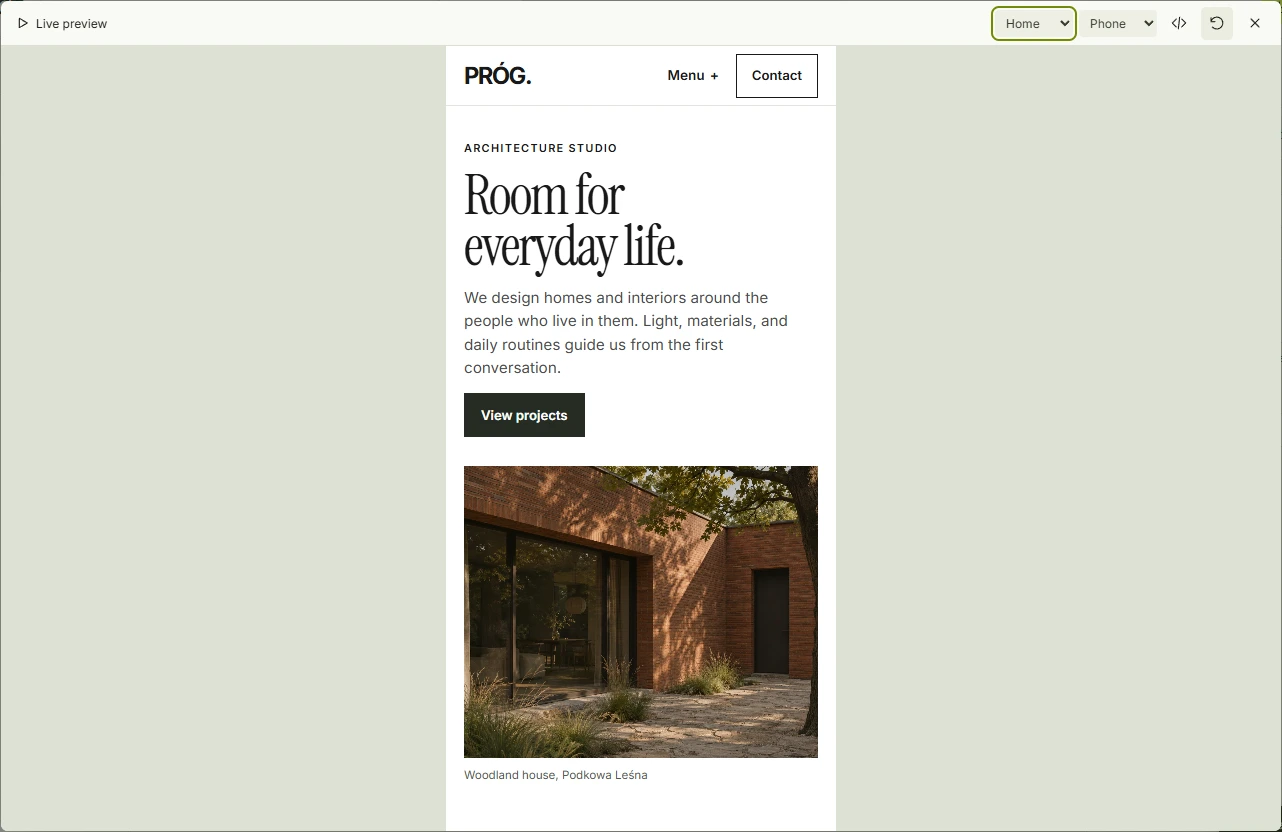 Live preview
Home
Phone
PRÓG.
Menu +
Contact
ARCHITECTURE STUDIO
Room for
everyday life.
We design homes and interiors around the
people who live in them. Light, materials, and
daily routines guide us from the first
conversation.
View projects
Woodland house, Podkowa Leśna